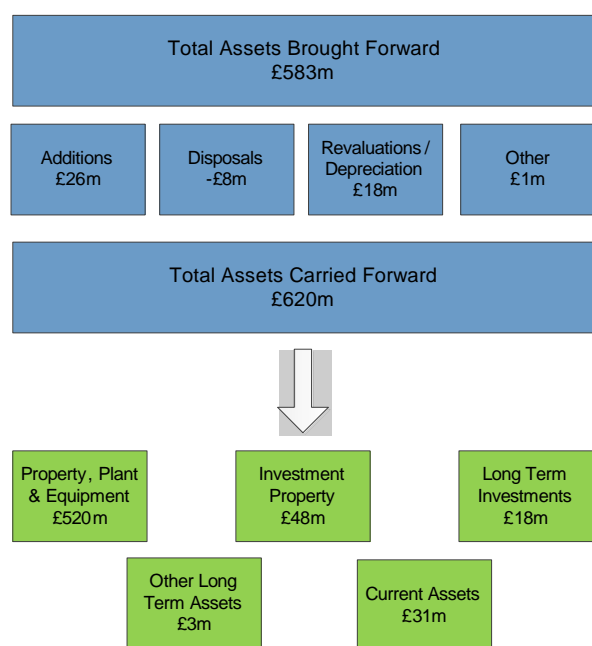 Total Assets Brought Forward
£583m
Additions
£26m
Disposals
-£8m
Revaluations /
Depreciation
£18m
Other
£1m
Total Assets Carried Forward
£620m
Property, Plant
& Equipment
£520m
Investment
Property
£48m
Long Term
Investments
£18m
Other Long
Term Assets
£3m
Current Assets
£31m